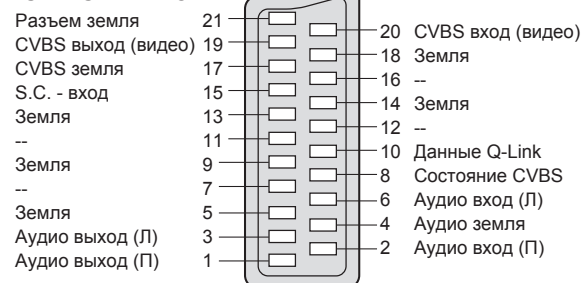 Разъем земля 21
CVBS выход (видео) 19
CVBS земля 17
S.C. - вход 15
Земля 13
-- 11
Земля 9
-- 7
Земля 5
Аудио выход (Л) 3
Аудио выход (П) 1
20 CVBS вход (видео)
18 Земля
16 --
14 Земля
12 --
10 Данные Q-Link
8 Состояние CVBS
6 Аудио вход (Л)
4 Аудио земля
2 Аудио вход (П)